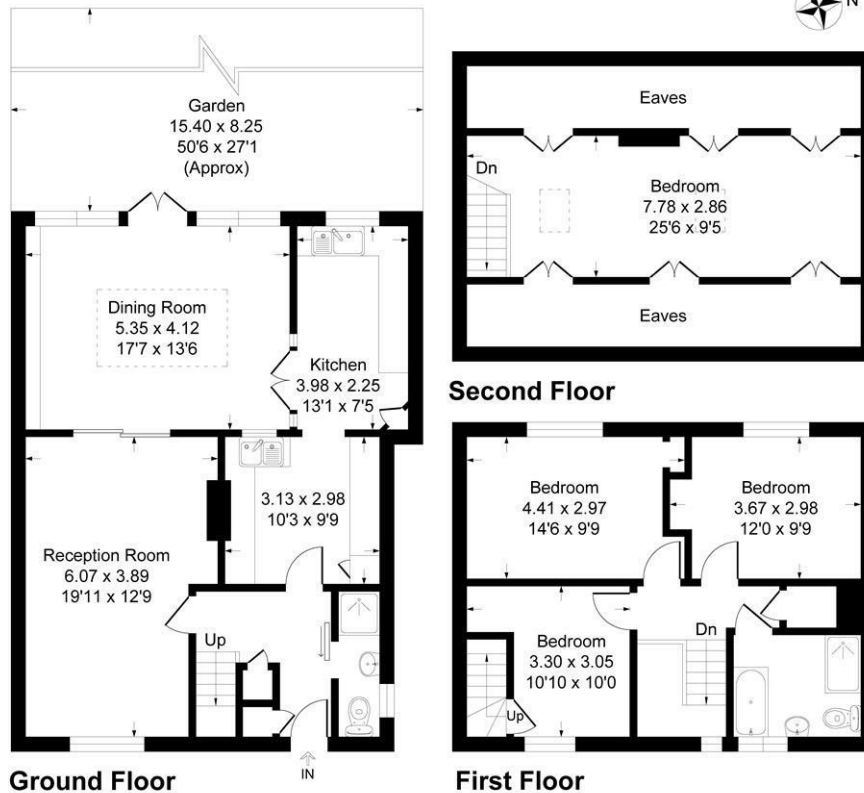 N
Garden
15.40 x 8.25
50'6 x 27'1
(Approx)
Dining Room
5.35 x 4.12
17'7 x 13'6
Kitchen
3.98 x 2.25
13'1 x 7'5
3.13 x 2.98
10'3 x 9'9
Reception Room
6.07 x 3.89
19'11 x 12'9
Up
IN
Ground Floor
Eaves
Dn
Bedroom
7.78 x 2.86
25'6 x 9'5
Eaves
Second Floor
Bedroom
4.41 x 2.97
14'6 x 9'9
Bedroom
3.67 x 2.98
12'0 x 9'9
Bedroom
3.30 x 3.05
10'10 x 10'0
Dn
Up
First Floor